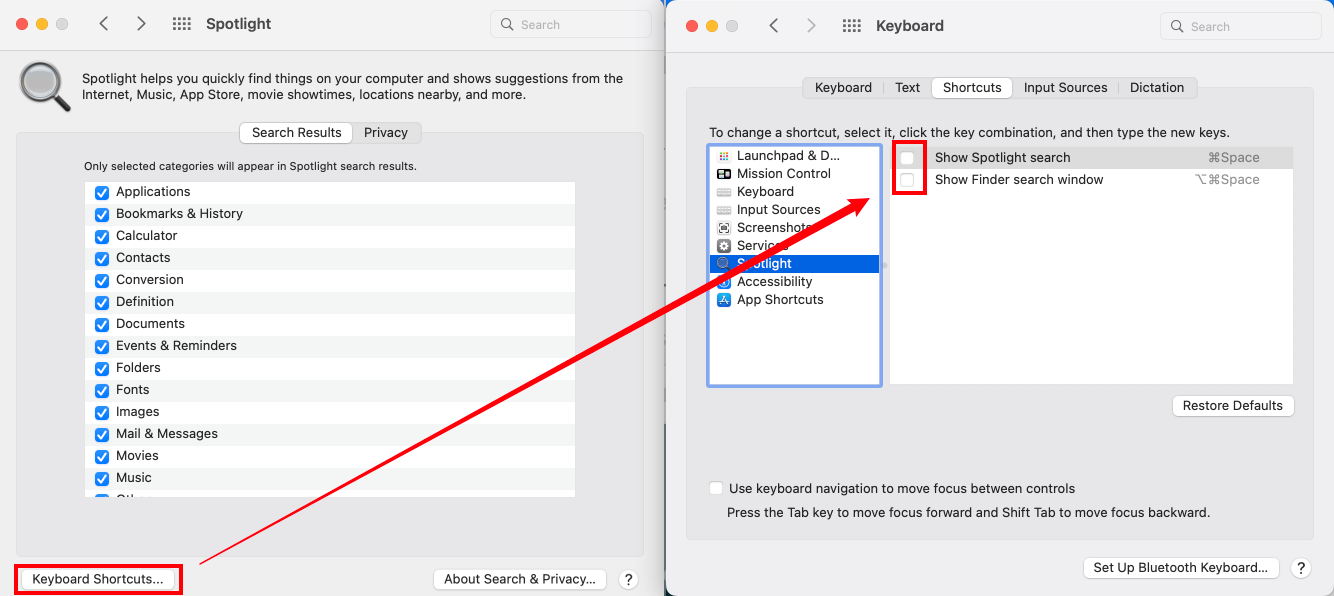 Spotlight
Search
Spotlight helps you quickly find things on your computer and shows suggestions from the
Internet, Music, App Store, movie showtimes, locations nearby, and more.
Search Results
Privacy
Only selected categories will appear in Spotlight search results.
Applications
Bookmarks & History
Calculator
Contacts
Conversion
Definition
Documents
Events & Reminders
Folders
Fonts
Images
Mail & Messages
Movies
Music
Keyboard Shortcuts...
About Search & Privacy...
?
Keyboard
Search
Keyboard
Text
Shortcuts
Input Sources
Dictation
To change a shortcut, select it, click the key combination, and then type the new keys.
Launchpad & D...
Mission Control
Keyboard
Input Sources
Screenshots
Services
Spotlight
Accessibility
App Shortcuts
Show Spotlight search ⌘Space
Show Finder search window ⌥⌘Space
Restore Defaults
Use keyboard navigation to move focus between controls
Press the Tab key to move focus forward and Shift Tab to move focus backward.
Set Up Bluetooth Keyboard...
?